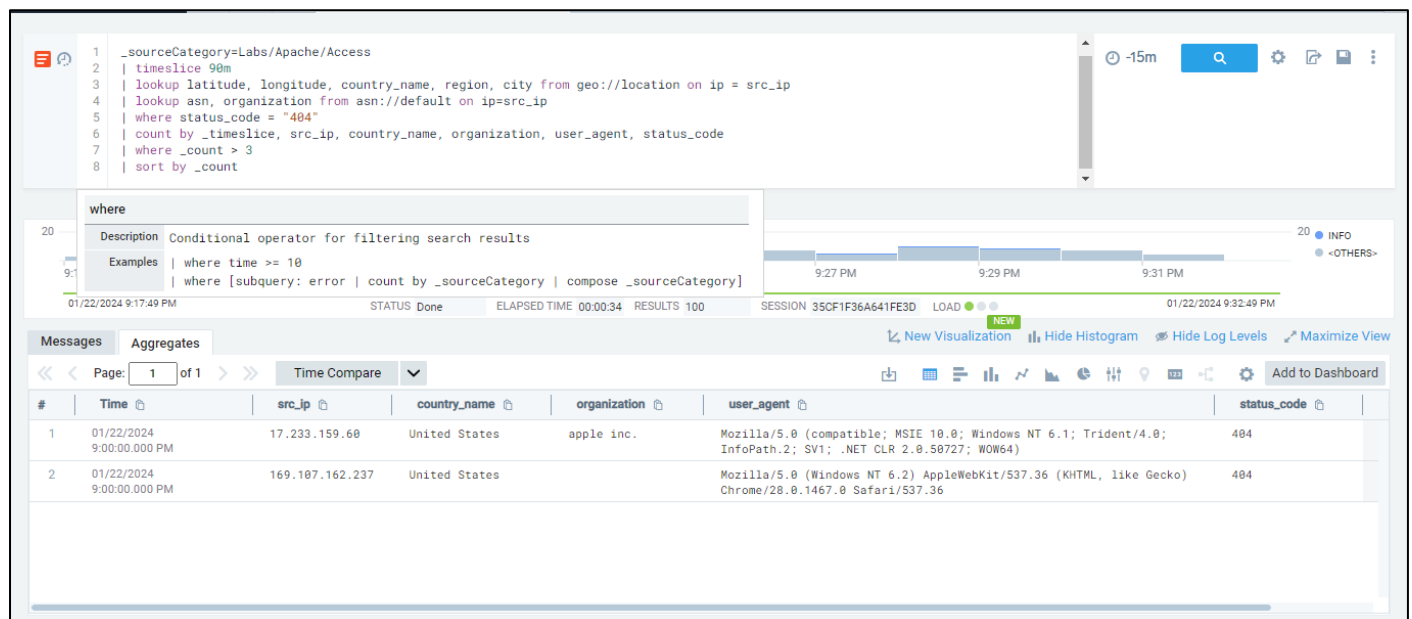 1 _sourceCategory=Labs/Apache/Access
2 | timeslice 90m
3 | lookup latitude, longitude, country_name, region, city from geo://location on ip = src_ip
4 | lookup asn, organization from asn://default on ip=src_ip
5 | where status_code = "404"
6 | count by _timeslice, src_ip, country_name, organization, user_agent, status_code
7 | where _count > 3
8 | sort by _count
-15m
where
Description Conditional operator for filtering search results
Examples | where time >= 10
| where [subquery: error | count by _sourceCategory | compose _sourceCategory]
20
20
INFO
<OTHERS>
9:27 PM 9:29 PM 9:31 PM
01/22/2024 9:17:49 PM
STATUS Done ELAPSED TIME 00:00:34 RESULTS 100 SESSION 35CF1F36A641FE3D LOAD
01/22/2024 9:32:49 PM
NEW
Messages Aggregates
New Visualization Hide Histogram Hide Log Levels Maximize View
Page: 1 of 1 Time Compare
123
Add to Dashboard
# Time src_ip country_name organization user_agent status_code
1 01/22/2024 17.233.159.60 United States apple inc. Mozilla/5.0 (compatible; MSIE 10.0; Windows NT 6.1; Trident/4.0; 404
9:00:00.000 PM InfoPath.2; SV1; .NET CLR 2.0.50727; WOW64)
2 01/22/2024 169.107.162.237 United States Mozilla/5.0 (Windows NT 6.2) AppleWebKit/537.36 (KHTML, like Gecko) 404
9:00:00.000 PM Chrome/28.0.1467.0 Safari/537.36